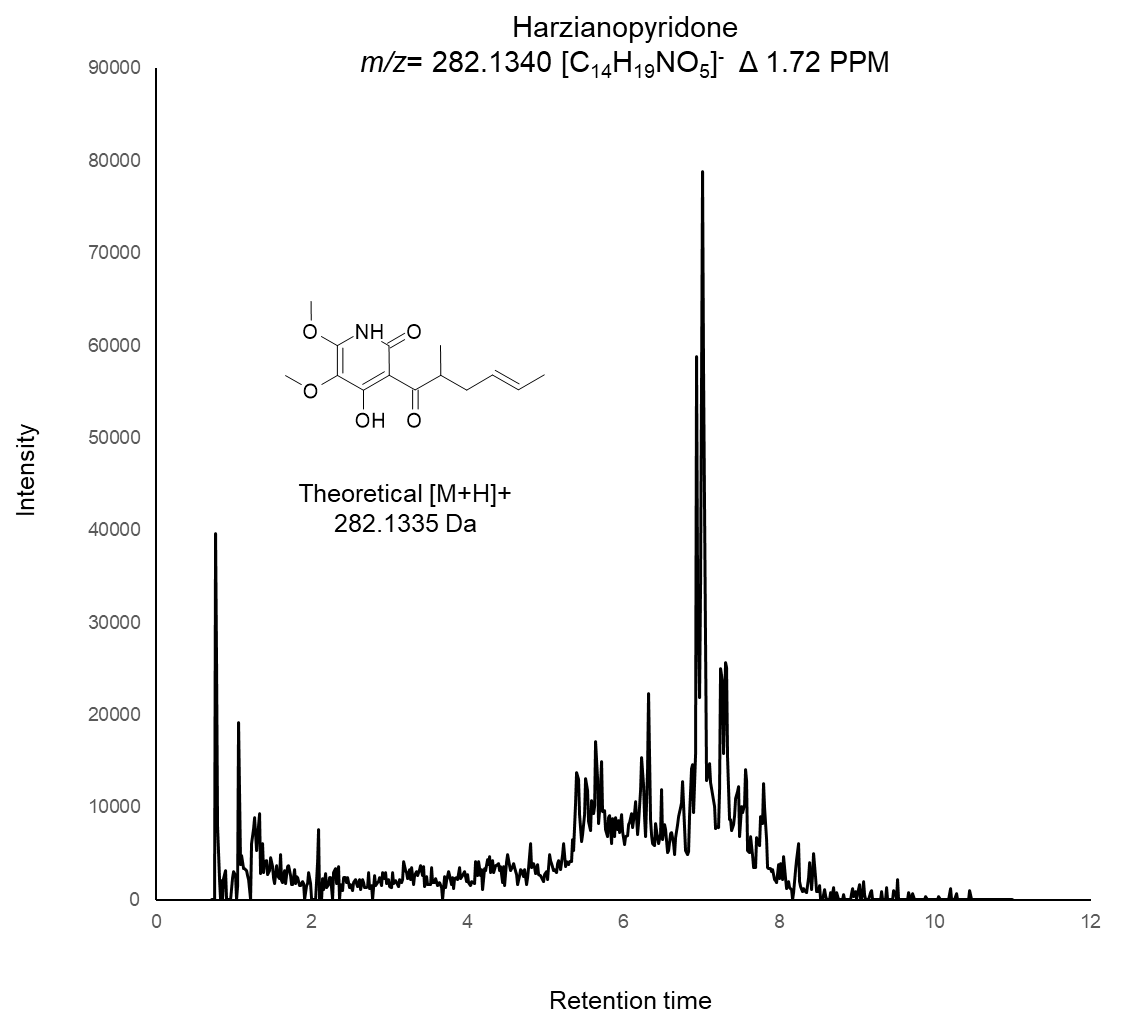 Harzianopyridone
m/z= 282.1340 [C₁₄H₁₉NO₅]⁻ Δ 1.72 PPM
90000
80000
70000
60000
50000
40000
30000
20000
10000
0
Intensity
O
NH
O
O
OH
O
Theoretical [M+H]+
282.1335 Da
0 2 4 6 8 10 12
Retention time